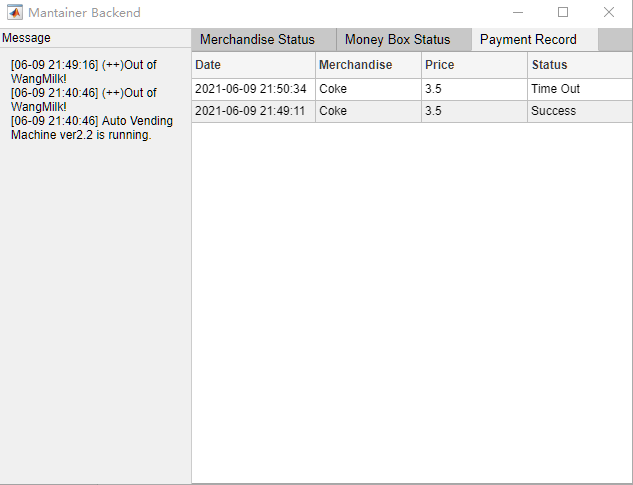 Mantainer Backend
Message
[06-09 21:49:16] (++)Out of
WangMilk!
[06-09 21:40:46] (++)Out of
WangMilk!
[06-09 21:40:46] Auto Vending
Machine ver2.2 is running.
Merchandise Status Money Box Status Payment Record
Date Merchandise Price Status
2021-06-09 21:50:34 Coke 3.5 Time Out
2021-06-09 21:49:11 Coke 3.5 Success